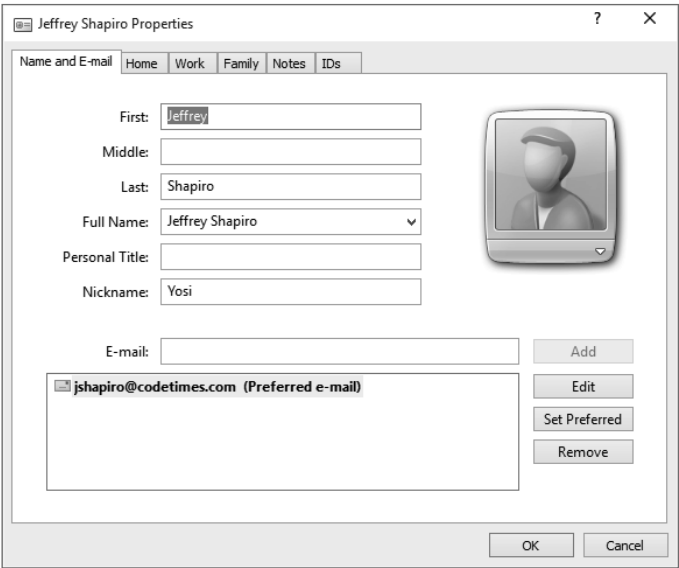 Jeffrey Shapiro Properties ? X
Name and E-mail Home Work Family Notes IDs
First: Jeffrey
Middle:
Last: Shapiro
Full Name: Jeffrey Shapiro
Personal Title:
Nickname: Yosi
E-mail: Add
jshapiro@codetimes.com (Preferred e-mail)
Edit
Set Preferred
Remove
OK Cancel